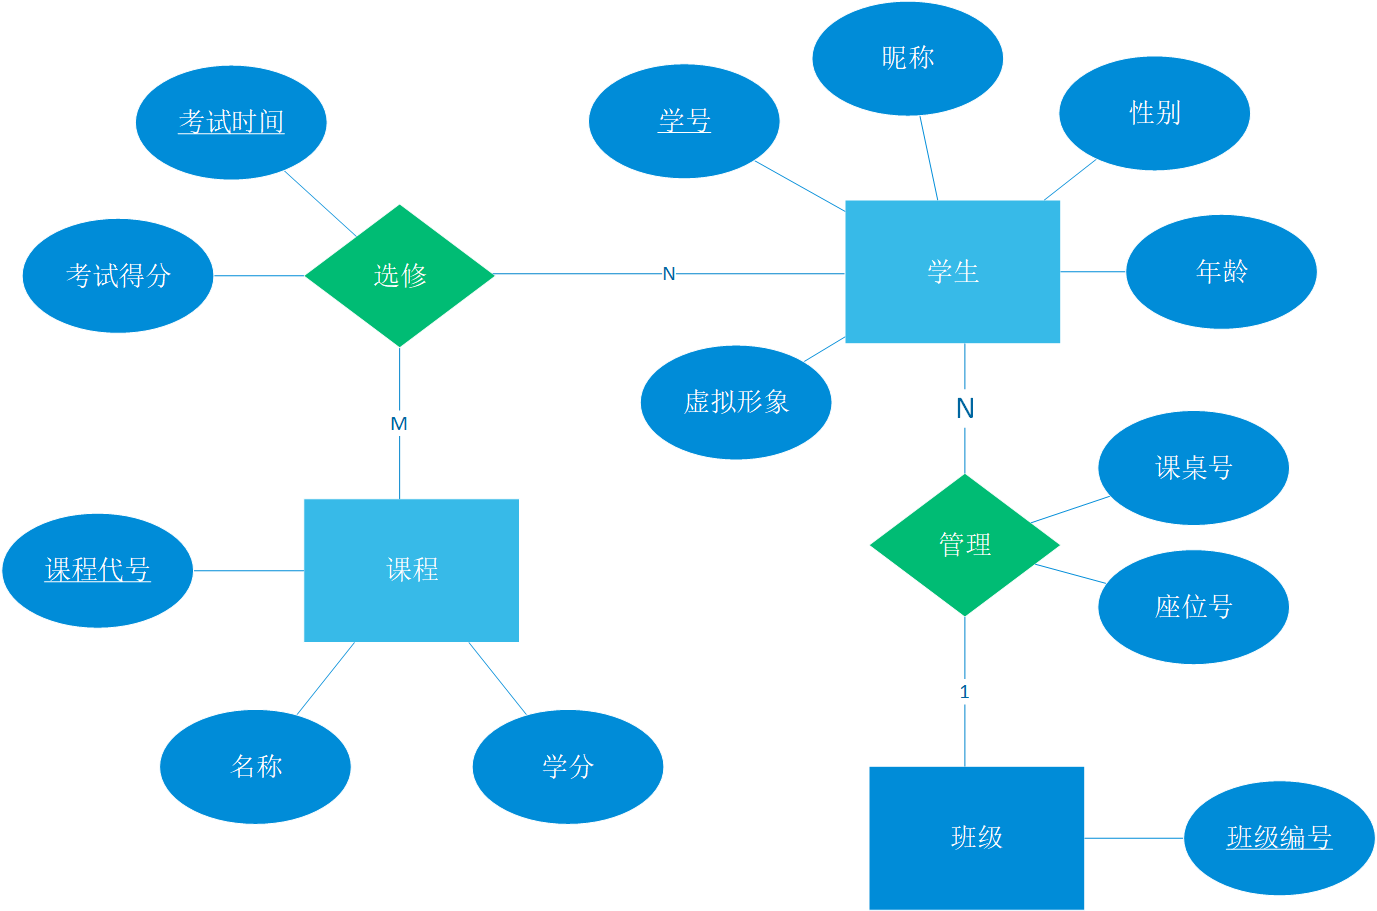 昵称
性别
考试时间
学号
考试得分
选修
N
学生
年龄
虚拟形象
N
M
课桌号
管理
课程代号
课程
座位号
1
名称
学分
班级
班级编号